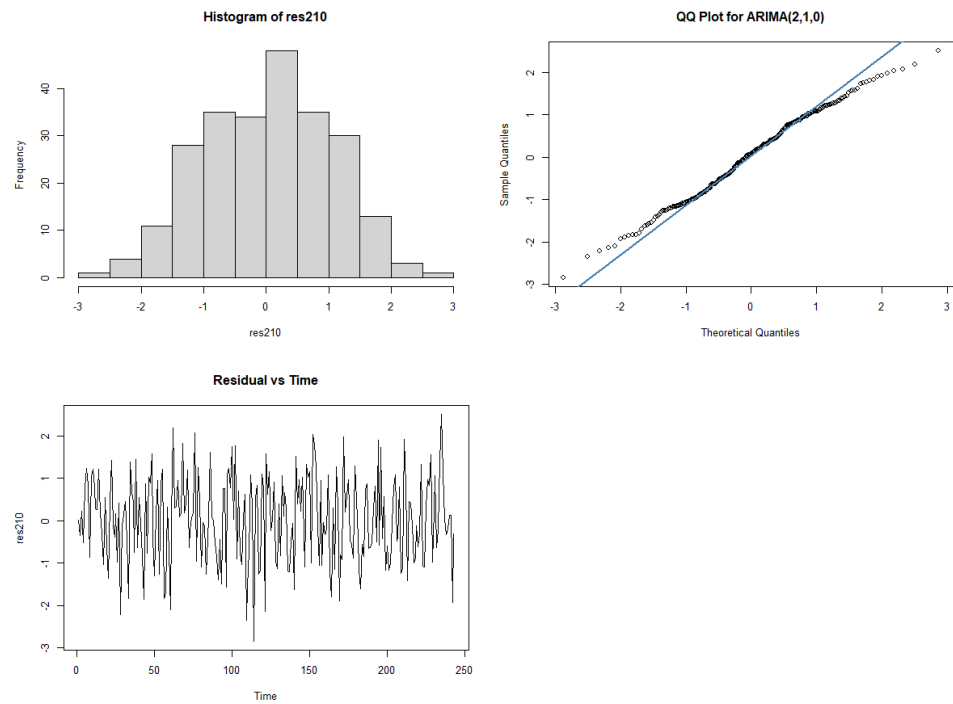 Histogram of res210
Frequency
0
10
20
30
40
-3 -2 -1 0 1 2 3
res210
QQ Plot for ARIMA(2,1,0)
Sample Quantiles
-3
-2
-1
0
1
2
-3 -2 -1 0 1 2 3
Theoretical Quantiles
Residual vs Time
res210
-3
-2
-1
0
1
2
0 50 100 150 200 250
Time